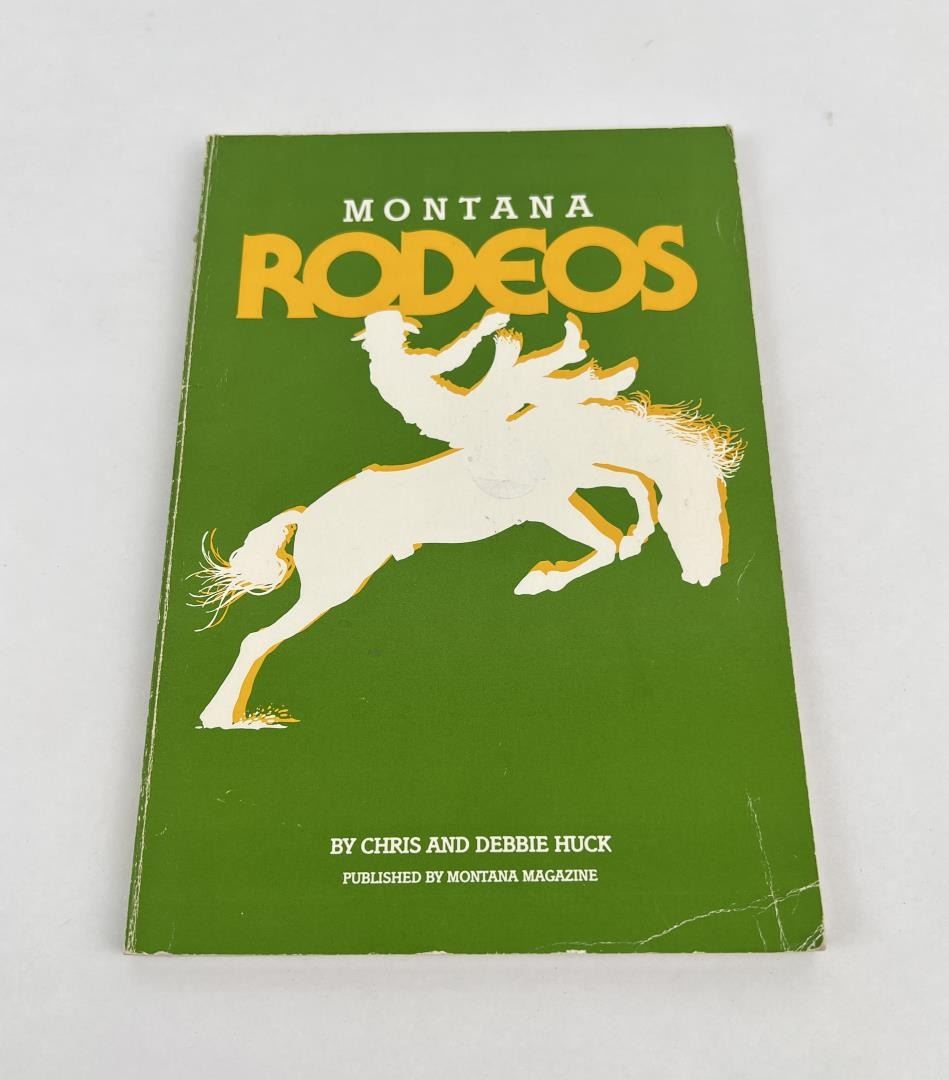 MONTANA
RODEOS
BY CHRIS AND DEBBIE HUCK
PUBLISHED BY MONTANA MAGAZINE